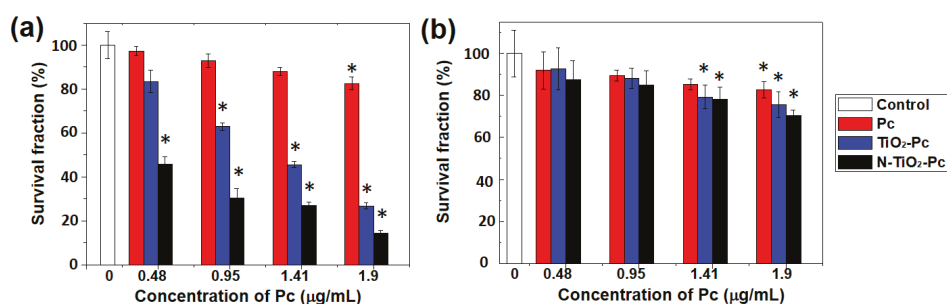 (a)
Survival fraction (%)
100
80
60
40
20
0
* * * * * * * *
0 0.48 0.95 1.41 1.9
Concentration of Pc (µg/mL)
(b)
Survival fraction (%)
100
80
60
40
20
0
* * * * *
0 0.48 0.95 1.41 1.9
Concentration of Pc (µg/mL)
Control
Pc
TiO₂-Pc
N-TiO₂-Pc